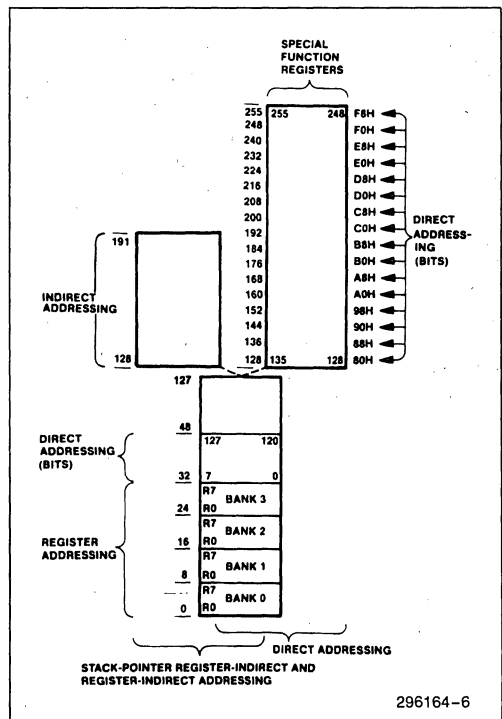 SPECIAL
FUNCTION
REGISTERS
255 255 248 F8H
248 F0H
240 E8H
232 E0H
224 D8H
216 D0H
208 C8H
200 C0H
192 B8H
184 B0H
176 A8H
168 A0H
160 98H
152 90H
144 88H
136
128 135 128 80H
DIRECT
ADDRESS-
ING
(BITS)
191
INDIRECT
ADDRESSING
128
127
48
DIRECT
ADDRESSING
(BITS)
127 120
32 7 0
REGISTER
ADDRESSING
R7
BANK 3
24 R0
R7
BANK 2
16 R0
R7
BANK 1
8 R0
R7
BANK 0
0 R0
DIRECT ADDRESSING
STACK-POINTER REGISTER-INDIRECT AND
REGISTER-INDIRECT ADDRESSING
296164-6